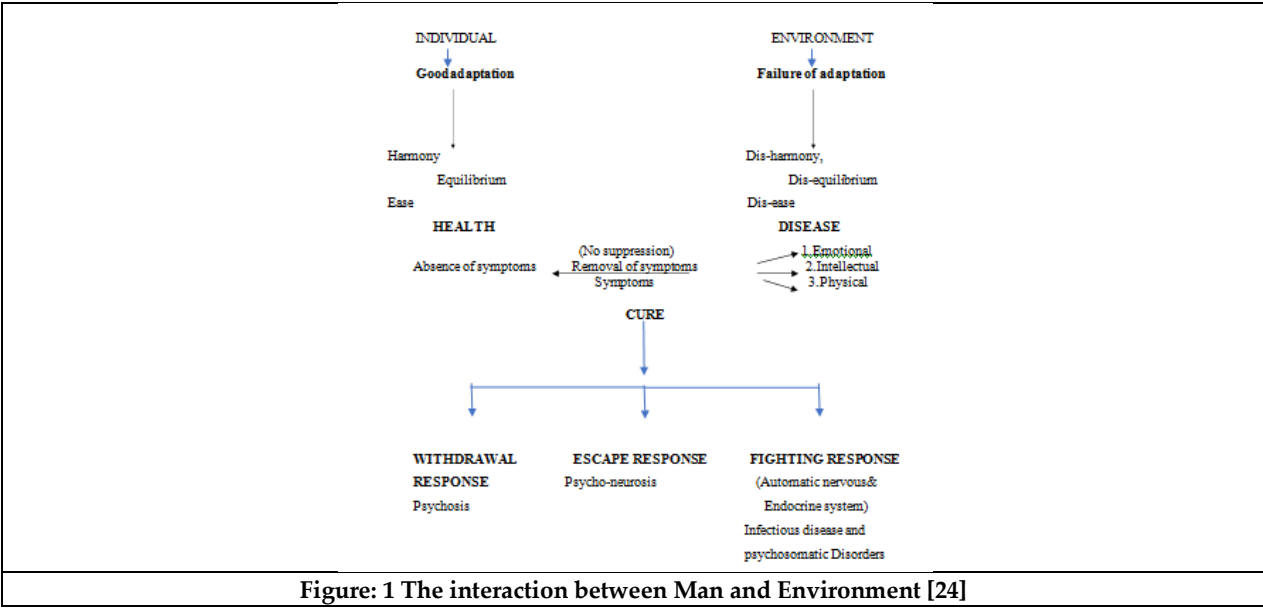 INDIVIDUAL ENVIRONMENT
Good adaptation Failure of adaptation
Harmony Dis-harmony,
Equilibrium Dis-equilibrium
Ease Dis-ease
HEALTH DISEASE
(No suppression) 1.Emotional
Absence of symptoms Removal of symptoms 2.Intellectual
Symptoms 3.Physical
CURE
WITHDRAWAL ESCAPE RESPONSE FIGHTING RESPONSE
RESPONSE Psycho-neurosis (Automatic nervous&
Psychosis Endocrine system)
Infectious disease and
psychosomatic Disorders
Figure: 1 The interaction between Man and Environment [24]